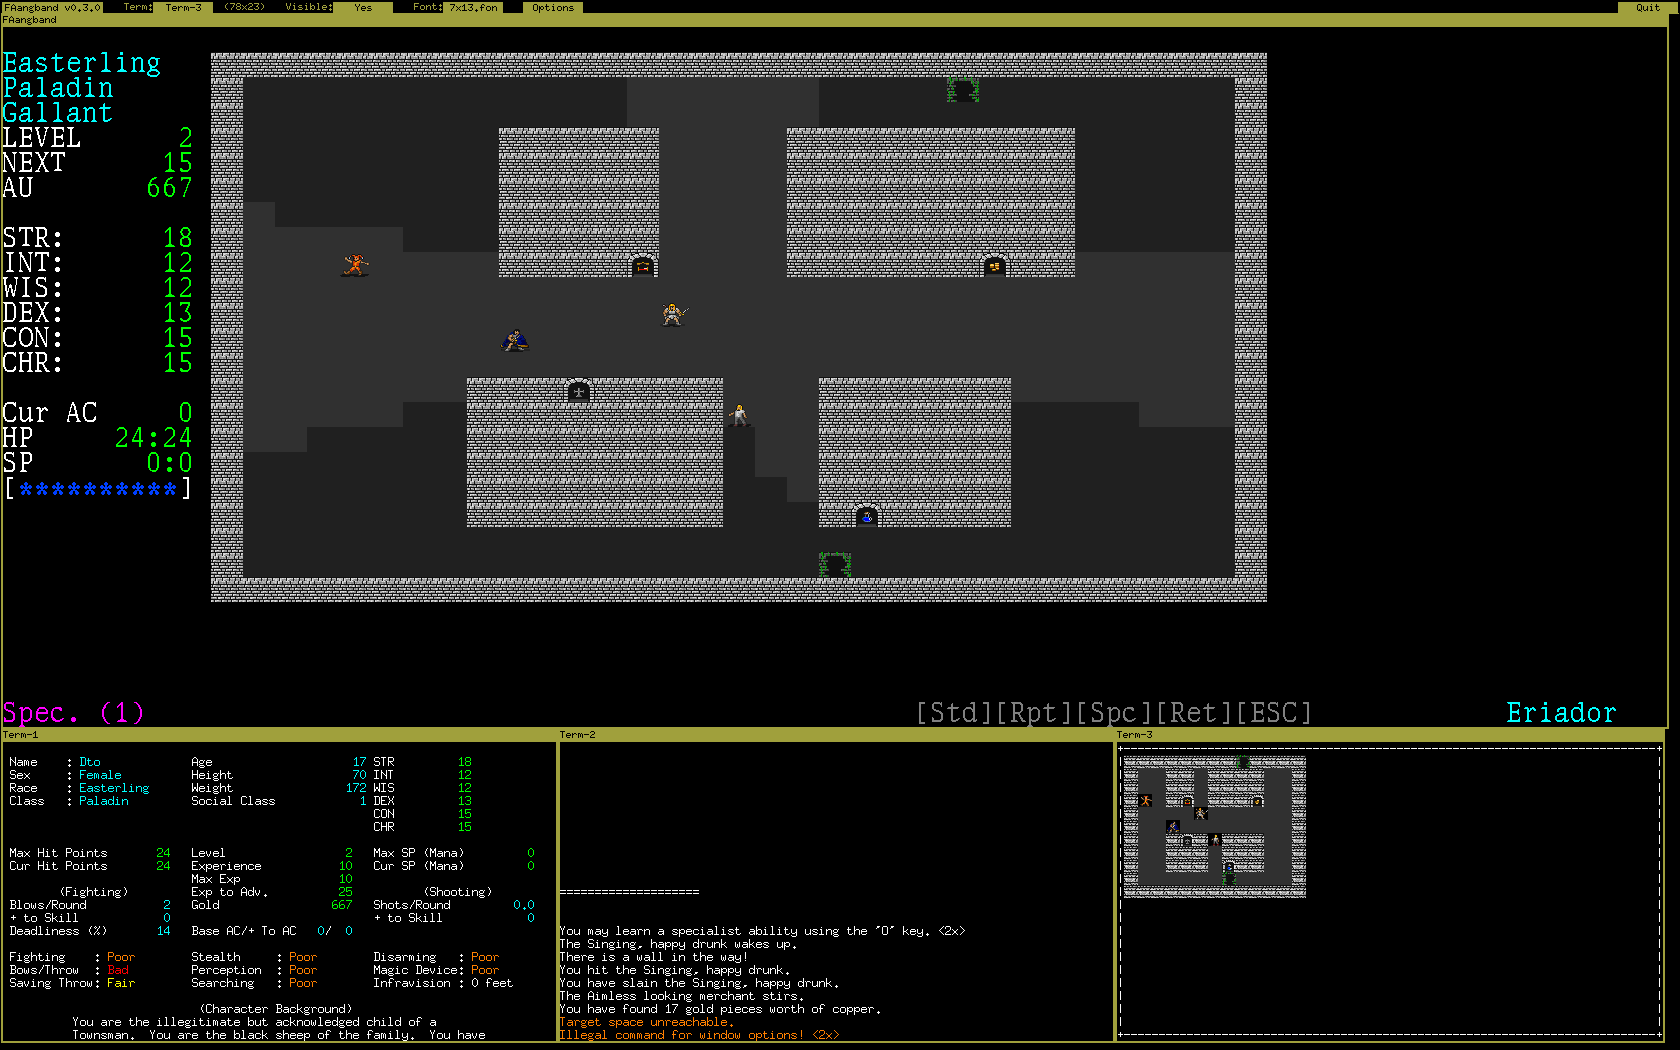 FAangband v0.3.0 Term: Term-3 (78x23) Visible: Yes Font: 7x13.fon Options Quit
FAangband
Easterling
Paladin
Gallant
LEVEL 2
NEXT 15
AU 667
STR: 18
INT: 12
WIS: 12
DEX: 13
CON: 15
CHR: 15
Cur AC 0
HP 24:24
SP 0:0
[**********]
Spec. (1) [Std][Rpt][Spc][Ret][ESC] Eriador
Term-1
Name : Dto Age 17 STR 18
Sex : Female Height 70 INT 12
Race : Easterling Weight 172 WIS 12
Class : Paladin Social Class 1 DEX 13
CON 15
CHR 15
Max Hit Points 24 Level 2 Max SP (Mana) 0
Cur Hit Points 24 Experience 10 Cur SP (Mana) 0
Max Exp 10
(Fighting) Exp to Adv. 25 (Shooting)
Blows/Round 2 Gold 667 Shots/Round 0.0
+ to Skill 0 + to Skill 0
Deadliness (%) 14 Base AC/+ To AC 0/ 0
Fighting : Poor Stealth : Poor Disarming : Poor
Bows/Throw : Bad Perception : Poor Magic Device: Poor
Saving Throw: Fair Searching : Poor Infravision : 0 feet
(Character Background)
You are the illegitimate but acknowledged child of a
Townsman. You are the black sheep of the family. You have
Term-2
====================
You may learn a specialist ability using the "O" key. <2x>
The Singing, happy drunk wakes up.
There is a wall in the way!
You hit the Singing, happy drunk.
You have slain the Singing, happy drunk.
The Aimless looking merchant stirs.
You have found 17 gold pieces worth of copper.
Target space unreachable.
Illegal command for window options! <2x>
Term-3